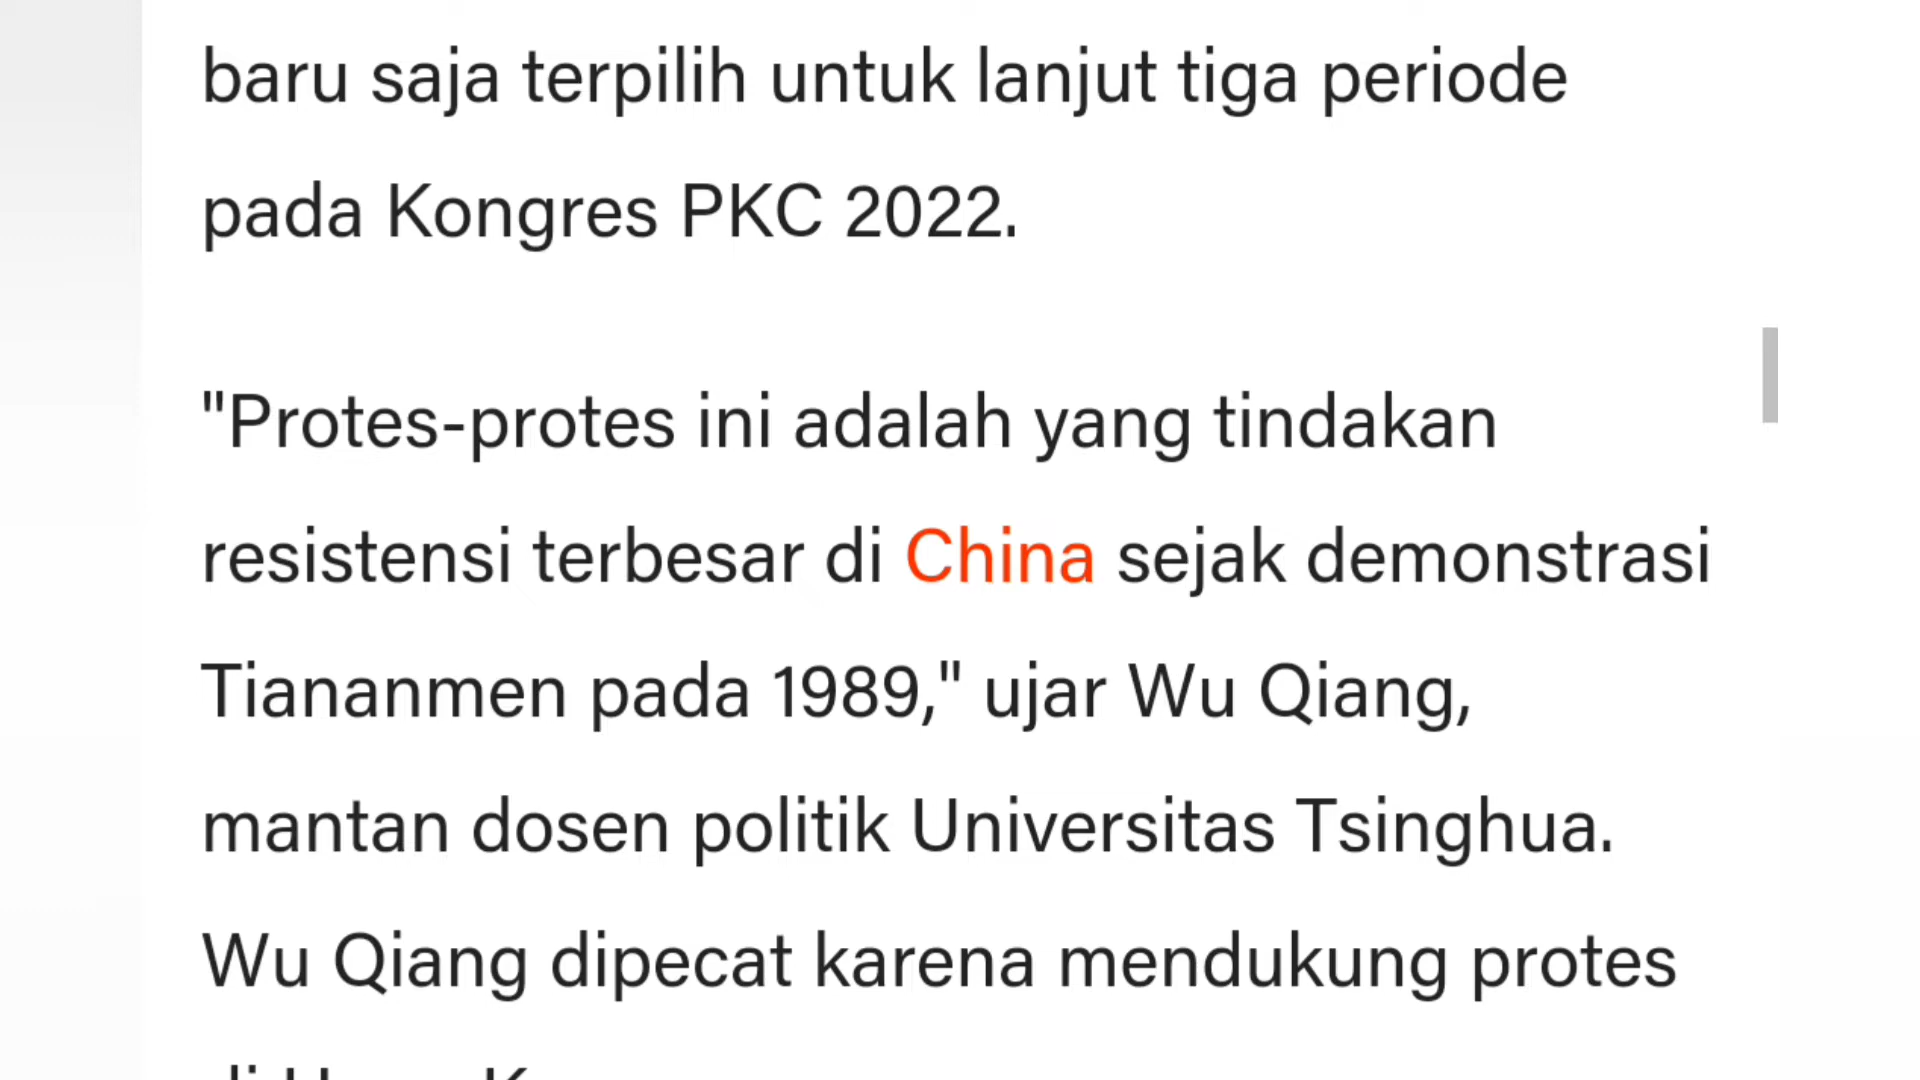 baru saja terpilih untuk lanjut tiga periode
pada Kongres PKC 2022.
"Protes-protes ini adalah yang tindakan
resistensi terbesar di China sejak demonstrasi
Tiananmen pada 1989," ujar Wu Qiang,
mantan dosen politik Universitas Tsinghua.
Wu Qiang dipecat karena mendukung protes
di